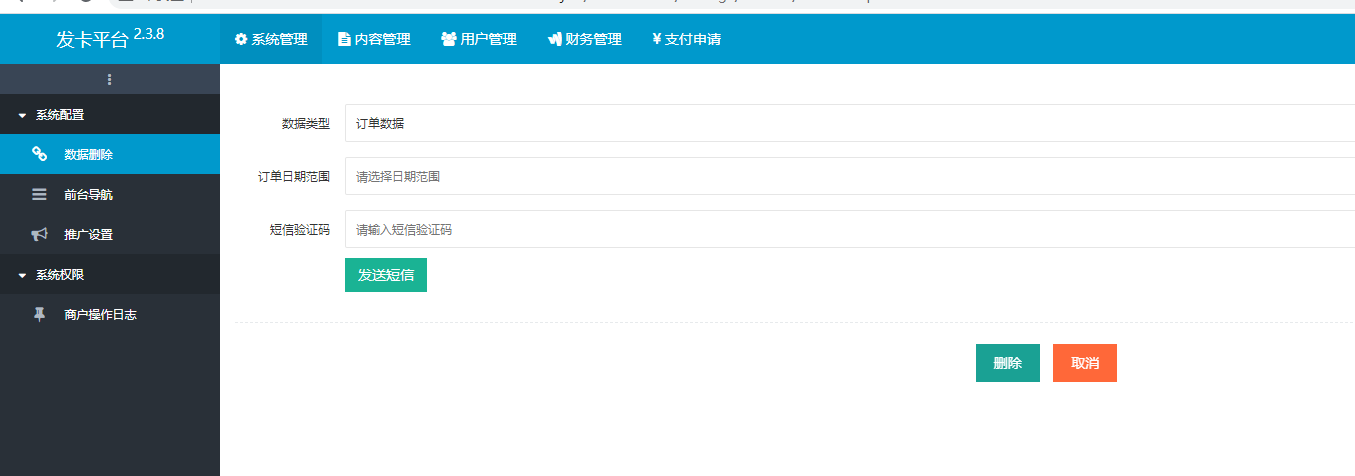 发卡平台 2.3.8
系统管理 内容管理 用户管理 财务管理 ¥ 支付申请
系统配置
数据删除
前台导航
推广设置
系统权限
商户操作日志
数据类型 订单数据
订单日期范围 请选择日期范围
短信验证码 请输入短信验证码
发送短信
删除 取消